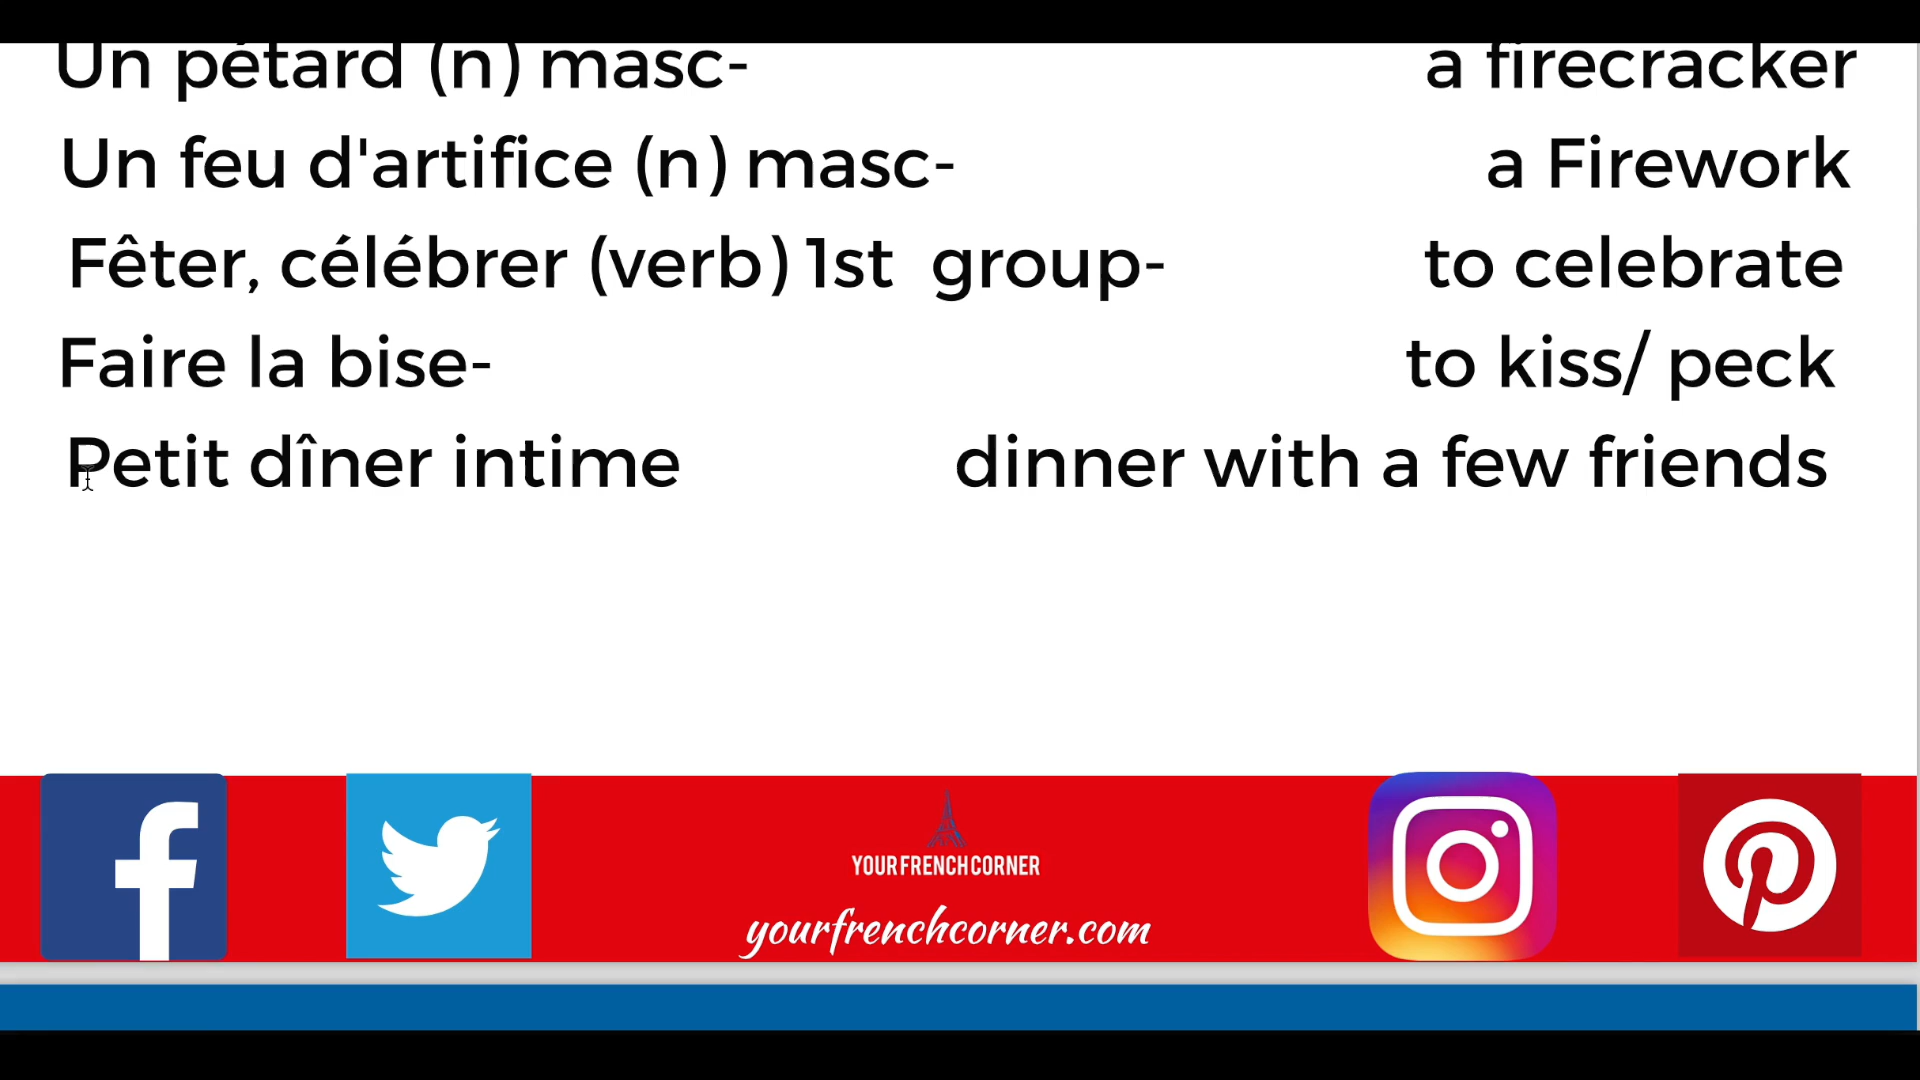 Un pétard (n) masc- a firecracker
Un feu d'artifice (n) masc- a Firework
Fêter, célébrer (verb) 1st group- to celebrate
Faire la bise- to kiss/ peck
Petit dîner intime dinner with a few friends
YOUR FRENCH CORNER
yourfrenchcorner.com